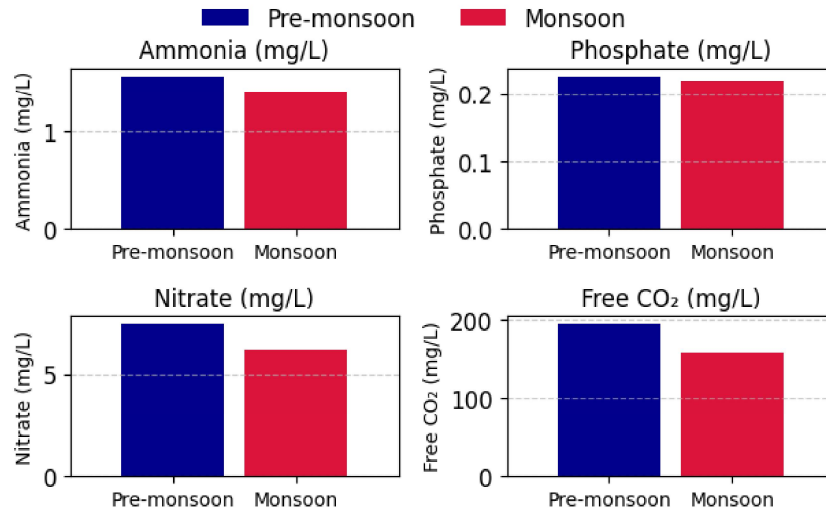 Pre-monsoon Monsoon
Ammonia (mg/L)
Ammonia (mg/L)
1
0
Pre-monsoon Monsoon
Phosphate (mg/L)
Phosphate (mg/L)
0.2
0.1
0.0
Pre-monsoon Monsoon
Nitrate (mg/L)
Nitrate (mg/L)
5
0
Pre-monsoon Monsoon
Free CO₂ (mg/L)
Free CO₂ (mg/L)
200
100
0
Pre-monsoon Monsoon